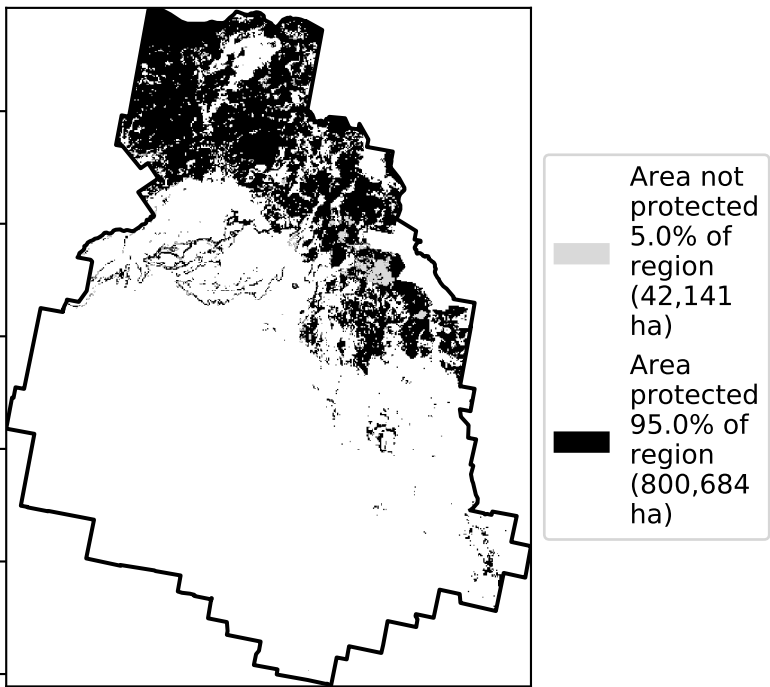 Area not
protected
5.0% of
region
(42,141
ha)
Area
protected
95.0% of
region
(800,684
ha)